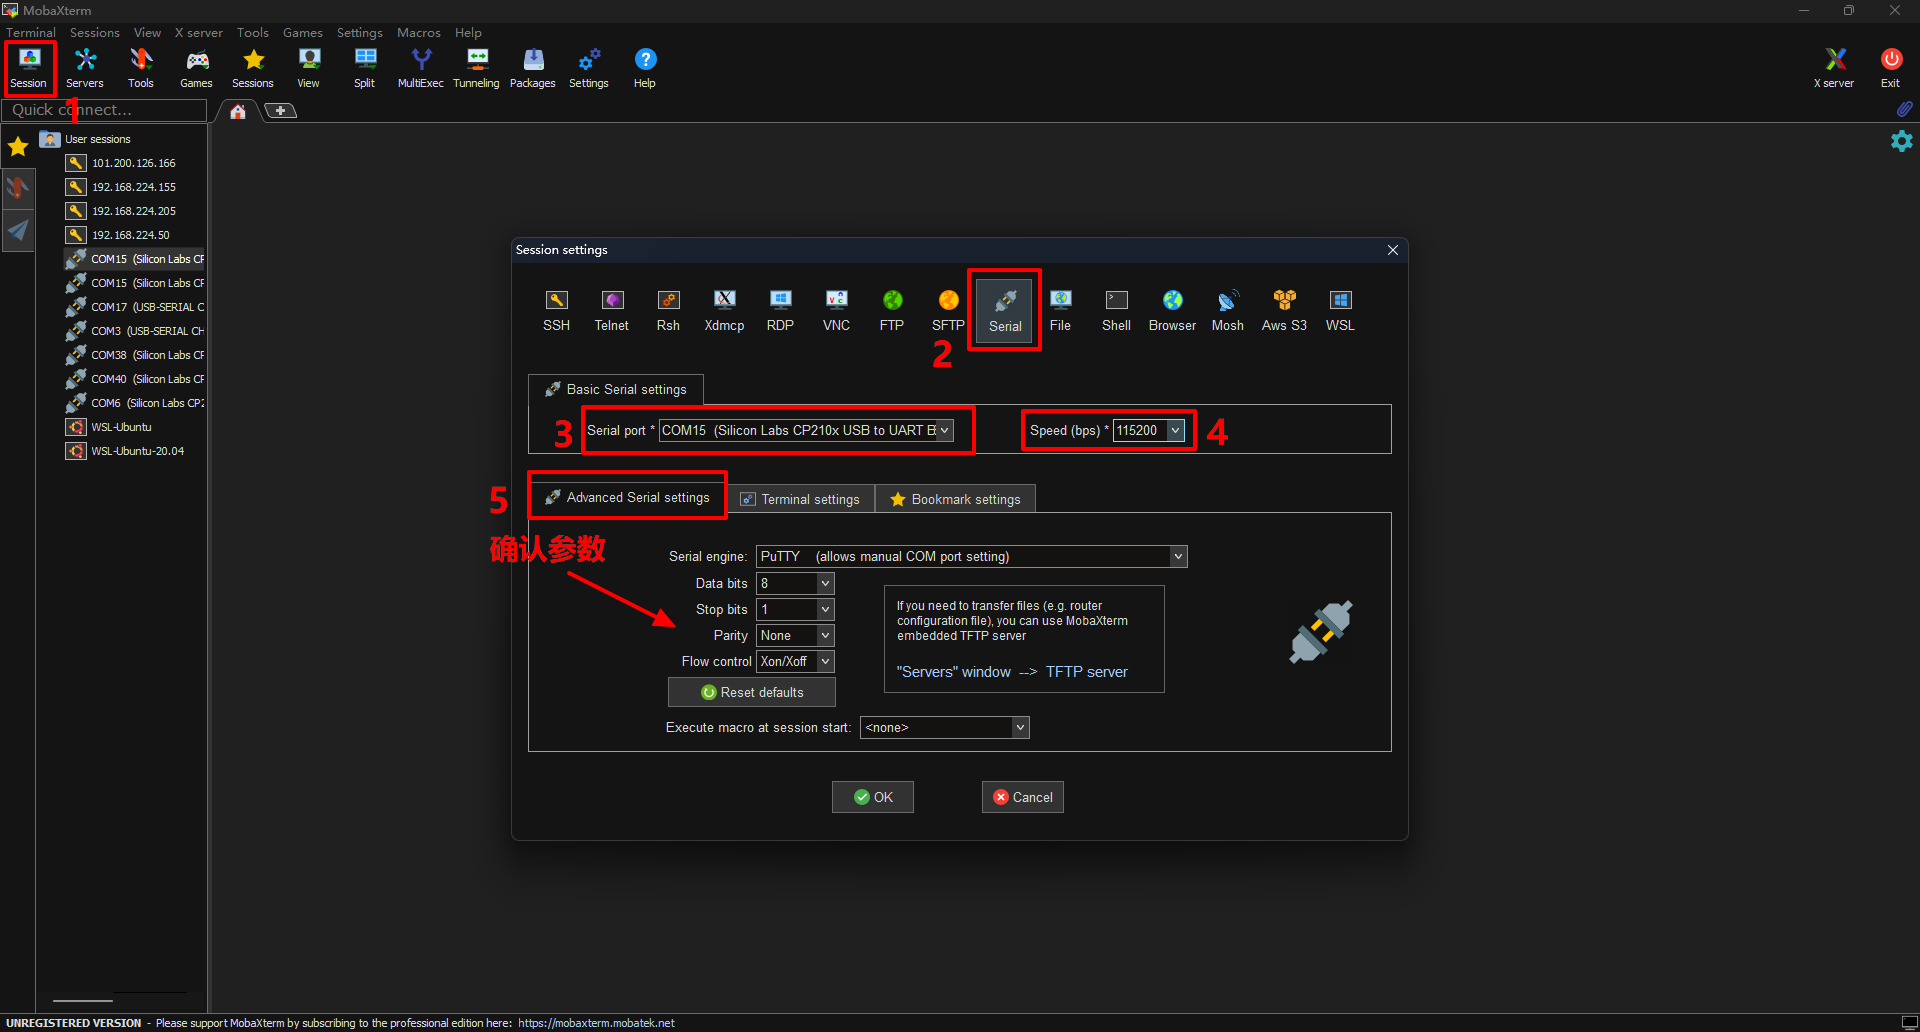 MobaXterm
Terminal Sessions View X server Tools Games Settings Macros Help
Session Servers Tools Games Sessions View Split MultiExec Tunneling Packages Settings Help X server Exit
1
Quick connect...
User sessions
101.200.126.166
192.168.224.155
192.168.224.205
192.168.224.50
COM15 (Silicon Labs CP
COM15 (Silicon Labs CP
COM17 (USB-SERIAL C
COM3 (USB-SERIAL CH
COM38 (Silicon Labs CP
COM40 (Silicon Labs CP
COM6 (Silicon Labs CP2
WSL-Ubuntu
WSL-Ubuntu-20.04
Session settings
SSH Telnet Rsh Xdmcp RDP VNC FTP SFTP Serial File Shell Browser Mosh Aws S3 WSL
2
Basic Serial settings
3 Serial port * COM15 (Silicon Labs CP210x USB to UART B Speed (bps) * 115200 4
5 Advanced Serial settings Terminal settings Bookmark settings
确认参数
Serial engine: PuTTY (allows manual COM port setting)
Data bits 8
Stop bits 1
Parity None
Flow control Xon/Xoff
Reset defaults
Execute macro at session start: <none>
If you need to transfer files (e.g. router
configuration file), you can use MobaXterm
embedded TFTP server
"Servers" window --> TFTP server
OK Cancel
UNREGISTERED VERSION - Please support MobaXterm by subscribing to the professional edition here: https://mobaxterm.mobatek.net